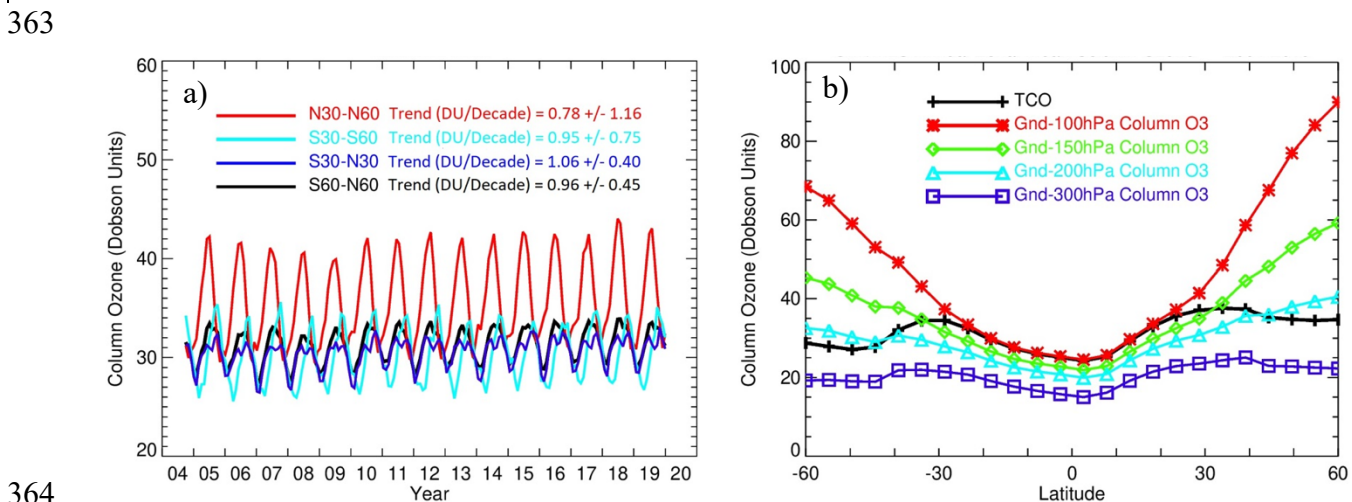 363
a)
N30-N60 Trend (DU/Decade) = 0.78 +/- 1.16
S30-S60 Trend (DU/Decade) = 0.95 +/- 0.75
S30-N30 Trend (DU/Decade) = 1.06 +/- 0.40
S60-N60 Trend (DU/Decade) = 0.96 +/- 0.45
Column Ozone (Dobson Units)
60
50
40
30
20
04 05 06 07 08 09 10 11 12 13 14 15 16 17 18 19 20
Year
b)
TCO
Gnd-100hPa Column O3
Gnd-150hPa Column O3
Gnd-200hPa Column O3
Gnd-300hPa Column O3
Column Ozone (Dobson Units)
100
80
60
40
20
0
-60 -30 0 30 60
Latitude
364